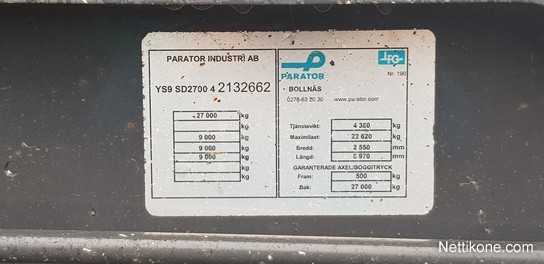 PARATOR INDUSTRI AB
YS9 SD2700 4 2132662
27 000 kg
kg
9 000 kg
9 000 kg
9 000 kg
kg
kg
PARATOR
FG
Nr. 190
BOLLNÄS
0278-63 20 30 www.parator.com
Tjänstevikt: 4 380 kg
Maximilast: 22 620 kg
Bredd: 2 550 mm
Längd: 6 970 mm
GARANTERADE AXEL/BOGGITRYCK
Fram: 500 kg
Bak: 27 000 kg
Nettikone.com